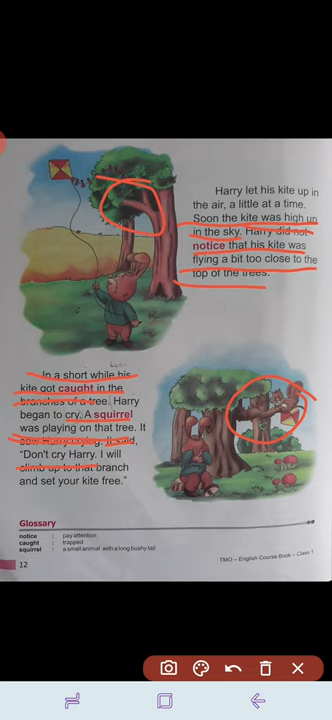 Harry let his kite up in
the air, a little at a time.
Soon the kite was high up
in the sky. Harry did not
notice that his kite was
flying a bit too close to the
top of the trees.
In a short while his
kite got caught in the
branches of a tree. Harry
began to cry. A squirrel
was playing on that tree. It
saw Harry crying. It said,
"Don't cry Harry. I will
climb up to that branch
and set your kite free."
Glossary
notice : pay attention
caught : trapped
squirrel : a small animal with a long bushy tail
12
TMO – English Course Book – Class 1